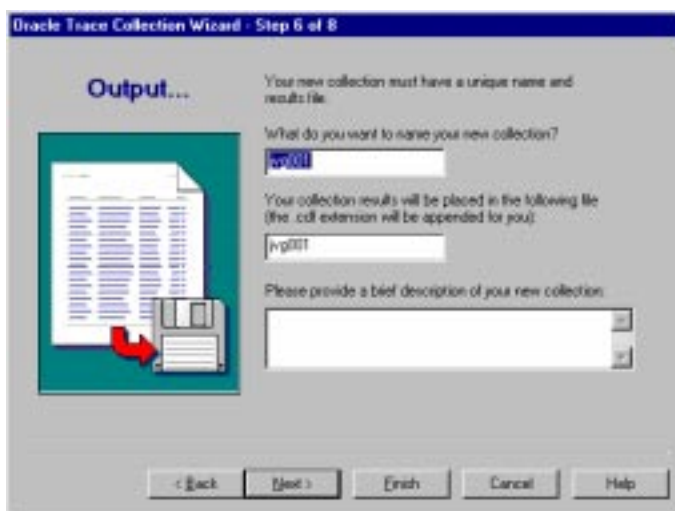 Oracle Trace Collection Wizard - Step 6 of 8
Output...
Your new collection must have a unique name and
results file.
What do you want to name your new collection?
jvg001
Your collection results will be placed in the following file
(the .cdf extension will be appended for you):
jvg001
Please provide a brief description of your new collection:
< Back
Next >
Finish
Cancel
Help